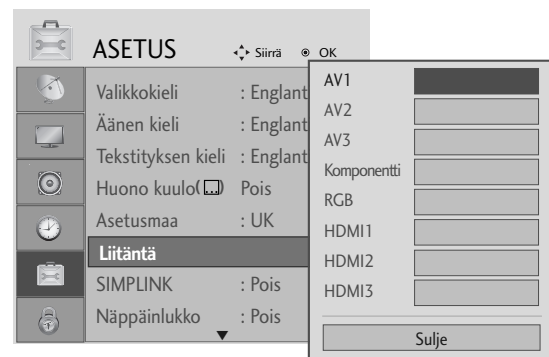 ASETUS Siirrä OK
Valikkokieli : Englant
Äänen kieli : Englant
Tekstityksen kieli : Englant
Huono kuulo( ) Pois
Asetusmaa : UK
Liitäntä
SIMPLINK : Pois
Näppäinlukko : Pois
AV1
AV2
AV3
Komponentti
RGB
HDMI1
HDMI2
HDMI3
Sulje